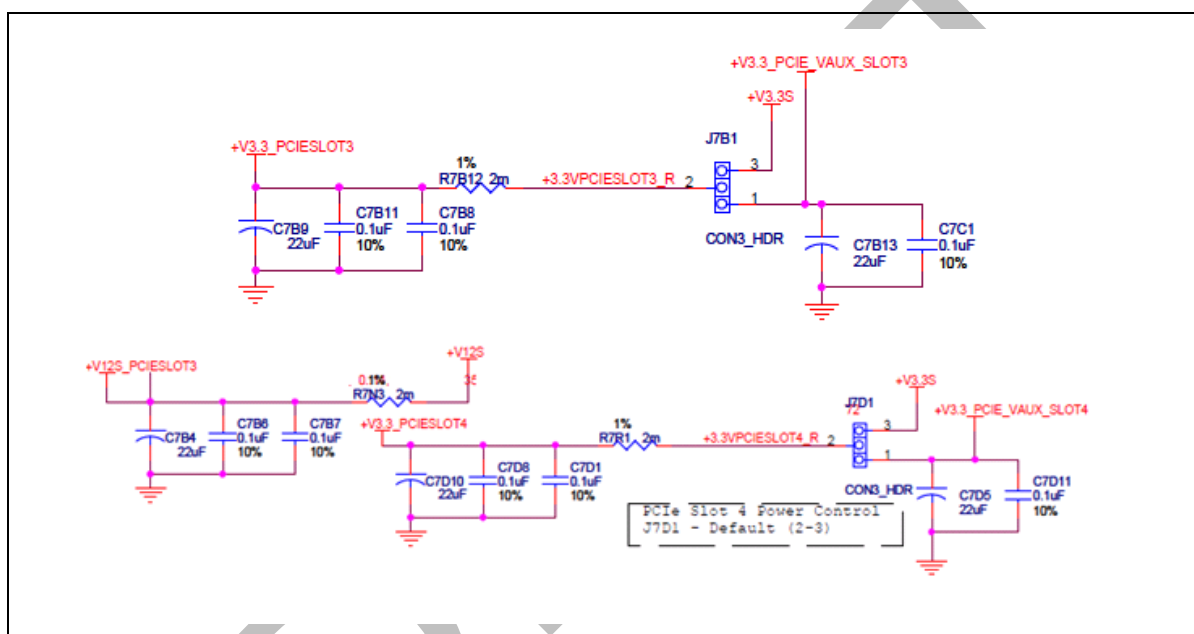 +V3.3_PCIE_VAUX_SLOT3
+V3.3S
J7B1
+V3.3_PCIESLOT3
1%
R7B12 2m
+3.3VPCIESLOT3_R
2
3
1
C7B9
22uF
C7B11
0.1uF
10%
C7B8
0.1uF
10%
CON3_HDR
C7B13
22uF
C7C1
0.1uF
10%
+V12S_PCIESLOT3
+V12S
0.1%
R7N3 2m
C7B4
22uF
C7B6
0.1uF
10%
C7B7
0.1uF
10%
+V3.3_PCIESLOT4
1%
R7R1 2m
+3.3VPCIESLOT4_R
2
J7D1
72
3
1
+V3.3S
+V3.3_PCIE_VAUX_SLOT4
C7D10
22uF
C7D8
0.1uF
10%
C7D1
0.1uF
10%
CON3_HDR
C7D5
22uF
C7D11
0.1uF
10%
PCIe Slot 4 Power Control
J7D1 - Default (2-3)